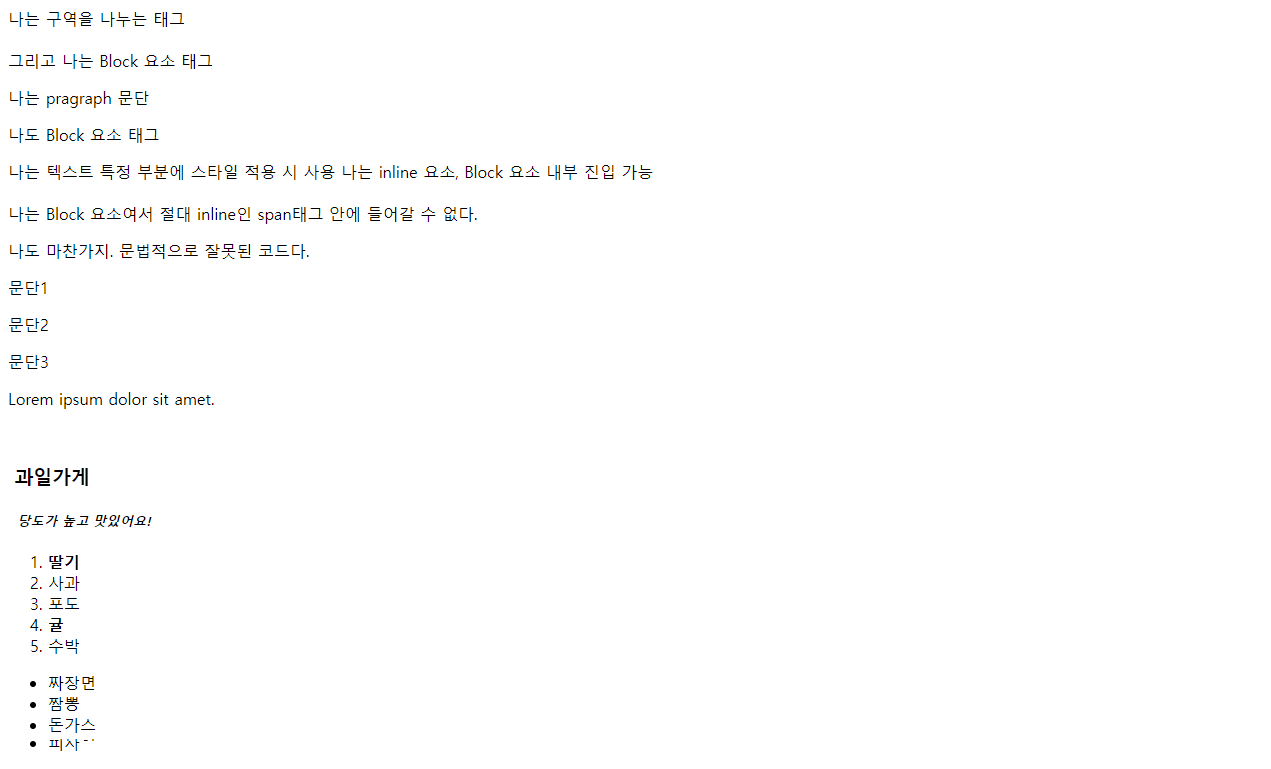 나는 구역을 나누는 태그
그리고 나는 Block 요소 태그
나는 pragraph 문단
나도 Block 요소 태그
나는 텍스트 특정 부분에 스타일 적용 시 사용 나는 inline 요소, Block 요소 내부 진입 가능
나는 Block 요소여서 절대 inline인 span태그 안에 들어갈 수 없다.
나도 마찬가지. 문법적으로 잘못된 코드다.
문단1
문단2
문단3
Lorem ipsum dolor sit amet.
과일가게
당도가 높고 맛있어요!
1. 딸기
2. 사과
3. 포도
4. 귤
5. 수박
• 짜장면
• 짬뽕
• 돈가스